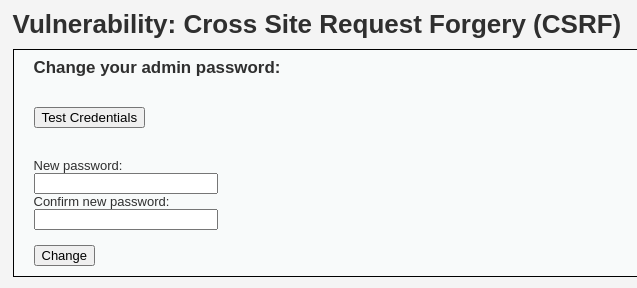 Vulnerability: Cross Site Request Forgery (CSRF)
Change your admin password:
Test Credentials
New password:
Confirm new password:
Change